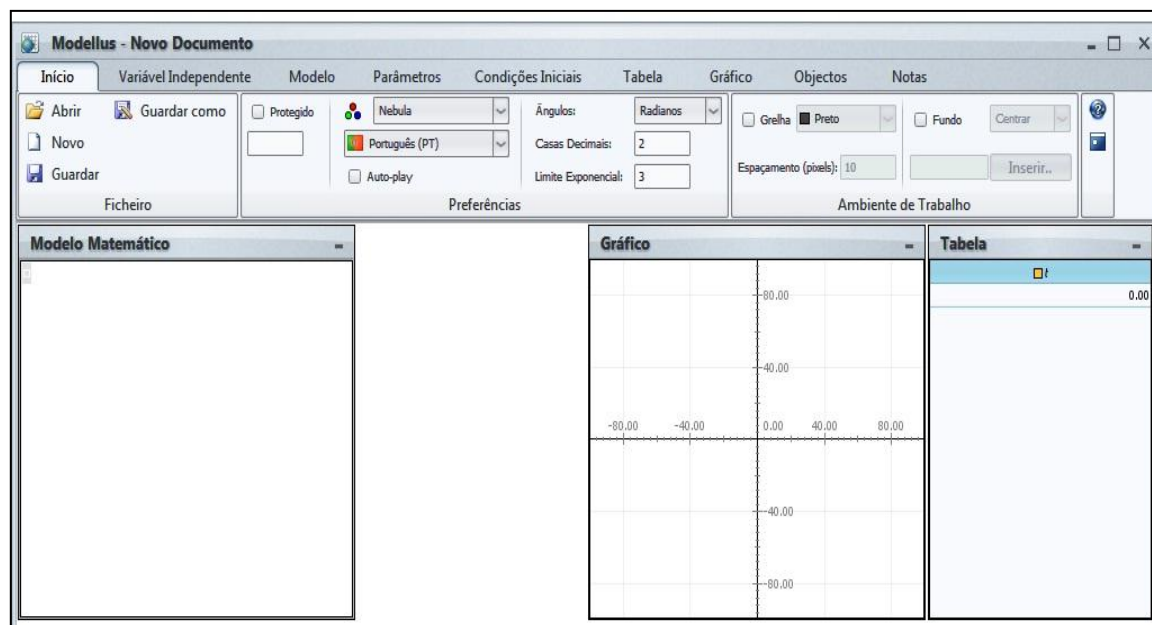 Modellus - Novo Documento
Início Variável Independente Modelo Parâmetros Condições Iniciais Tabela Gráfico Objectos Notas
Abrir Guardar como Protegido Nebula Ângulos: Radianos Grelha Preto Fundo Centrar
Novo Português (PT) Casas Decimais: 2
Espaçamento (pixels): 10 Inserir..
Guardar Auto-play Limite Exponencial: 3
Ficheiro Preferências Ambiente de Trabalho
Modelo Matemático Gráfico Tabela
t
0.00
80.00
40.00
-80.00 -40.00 0.00 40.00 80.00
-40.00
-80.00